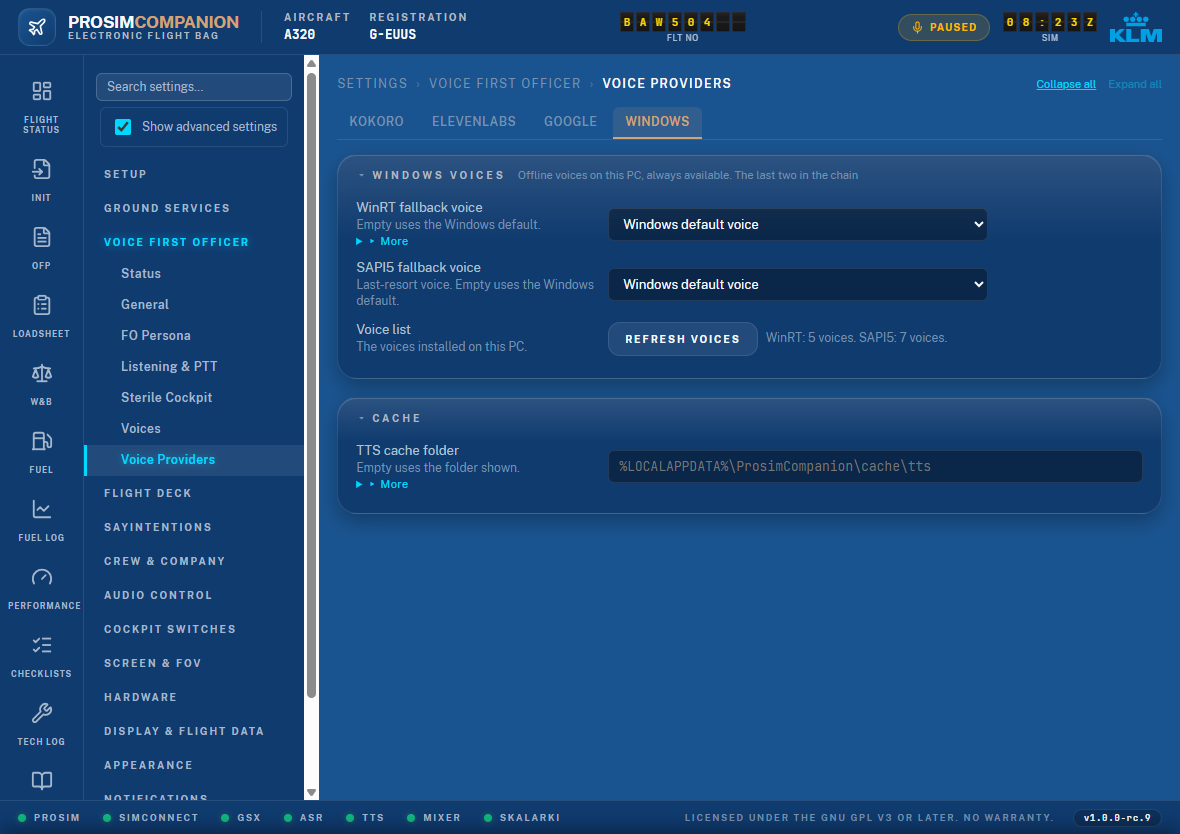 PROSIMCOMPANION
ELECTRONIC FLIGHT BAG
AIRCRAFT
A320
REGISTRATION
G-EUUS
BAW504
FLT NO
PAUSED
08:23Z
SIM
KLM
FLIGHT STATUS
INIT
OFP
LOADSHEET
W&B
FUEL
FUEL LOG
PERFORMANCE
CHECKLISTS
TECH LOG
Search settings...
Show advanced settings
SETUP
GROUND SERVICES
VOICE FIRST OFFICER
Status
General
FO Persona
Listening & PTT
Sterile Cockpit
Voices
Voice Providers
FLIGHT DECK
SAYINTENTIONS
CREW & COMPANY
AUDIO CONTROL
COCKPIT SWITCHES
SCREEN & FOV
HARDWARE
DISPLAY & FLIGHT DATA
APPEARANCE
NOTIFICATIONS
SETTINGS › VOICE FIRST OFFICER › VOICE PROVIDERS
Collapse all Expand all
KOKORO ELEVENLABS GOOGLE WINDOWS
- WINDOWS VOICES Offline voices on this PC, always available. The last two in the chain
WinRT fallback voice
Empty uses the Windows default.
▶ ‣ More
Windows default voice
SAPI5 fallback voice
Last-resort voice. Empty uses the Windows
default.
Windows default voice
Voice list
The voices installed on this PC.
REFRESH VOICES
WinRT: 5 voices. SAPI5: 7 voices.
- CACHE
TTS cache folder
Empty uses the folder shown.
▶ ‣ More
%LOCALAPPDATA%\ProsimCompanion\cache\tts
PROSIM SIMCONNECT GSX ASR TTS MIXER SKALARKI
LICENSED UNDER THE GNU GPL V3 OR LATER. NO WARRANTY.
v1.0.0-rc.9